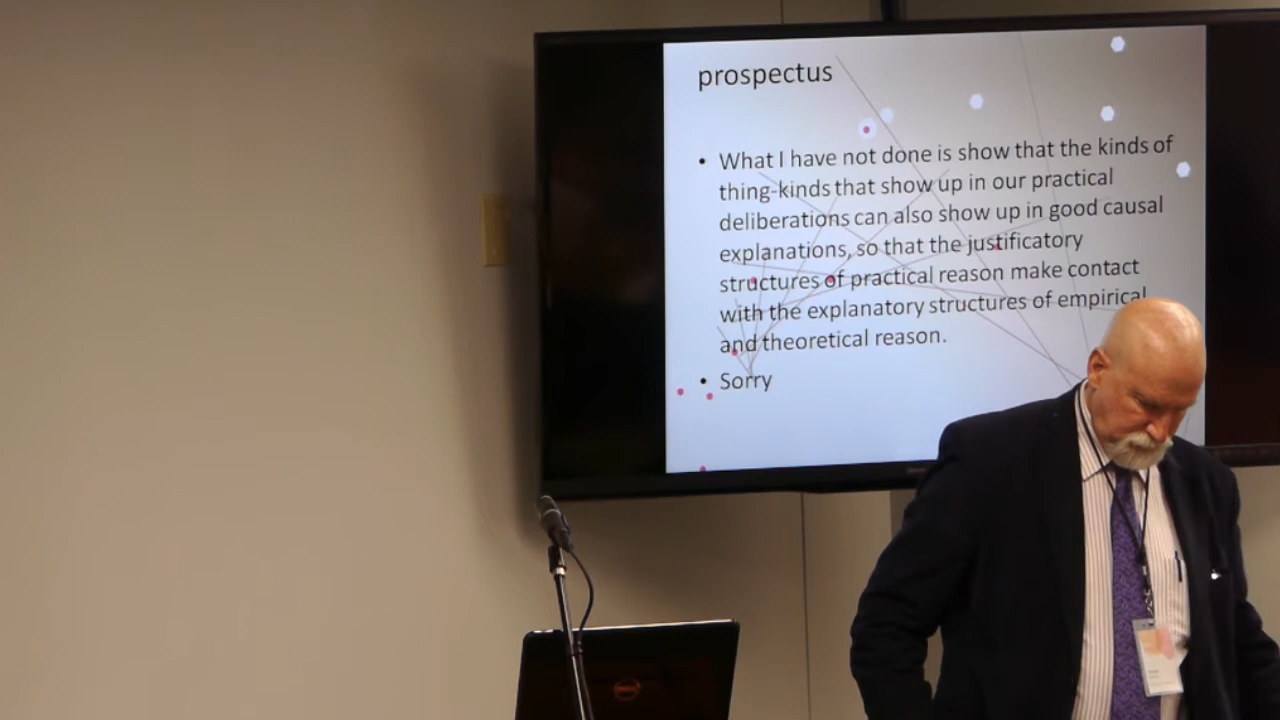 prospectus
• What I have not done is show that the kinds of
thing-kinds that show up in our practical
deliberations can also show up in good causal
explanations, so that the justificatory
structures of practical reason make contact
with the explanatory structures of empirical
and theoretical reason.
• Sorry
DELL